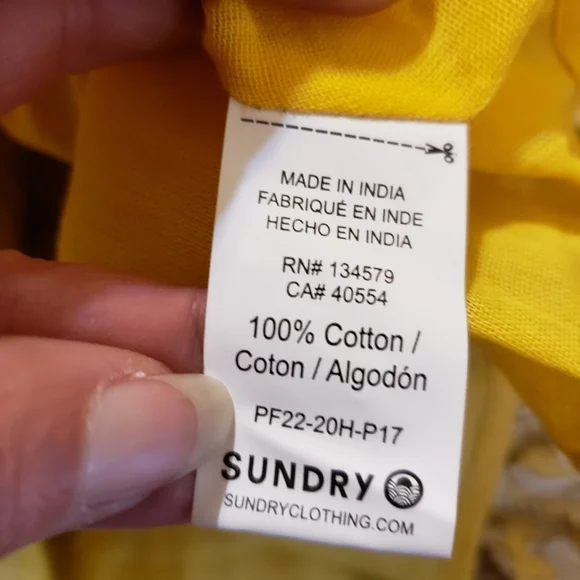 MADE IN INDIA
FABRIQUÉ EN INDE
HECHO EN INDIA
RN# 134579
CA# 40554
100% Cotton /
Coton / Algodón
PF22-20H-P17
SUNDRY
SUNDRYCLOTHING.COM